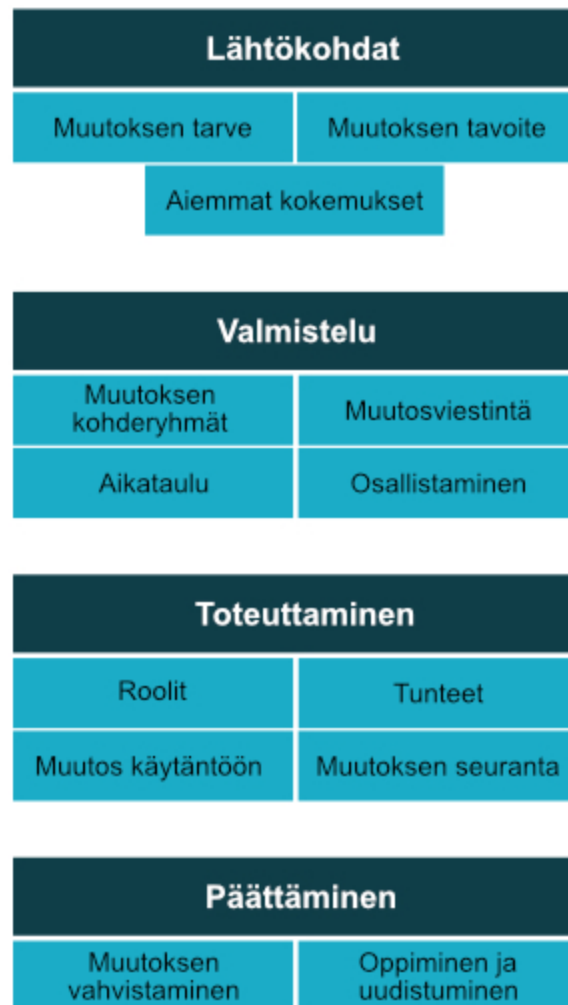 Lähtökohdat
Muutoksen tarve
Muutoksen tavoite
Aiemmat kokemukset
Valmistelu
Muutoksen
kohderyhmät
Muutosviestintä
Aikataulu
Osallistaminen
Toteuttaminen
Roolit
Tunteet
Muutos käytäntöön
Muutoksen seuranta
Päättäminen
Muutoksen
vahvistaminen
Oppiminen ja
uudistuminen